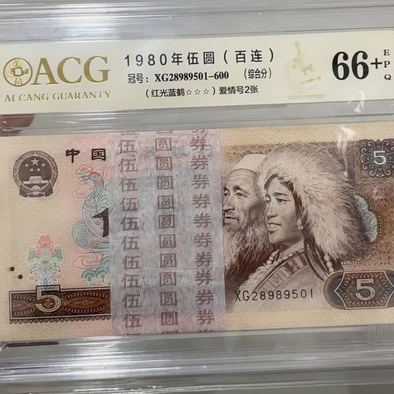 ACG
AI CANG GUARANTY
1980年伍圆(百连)
冠号: XG28989501-600 (综合分)
(红光蓝鹤☆☆☆) 爱情号2张
66+
EPQ
中国
5
伍圆券 伍圆券 伍圆券 伍圆券 伍圆券 伍圆券 伍圆券
5
XG28989501
5